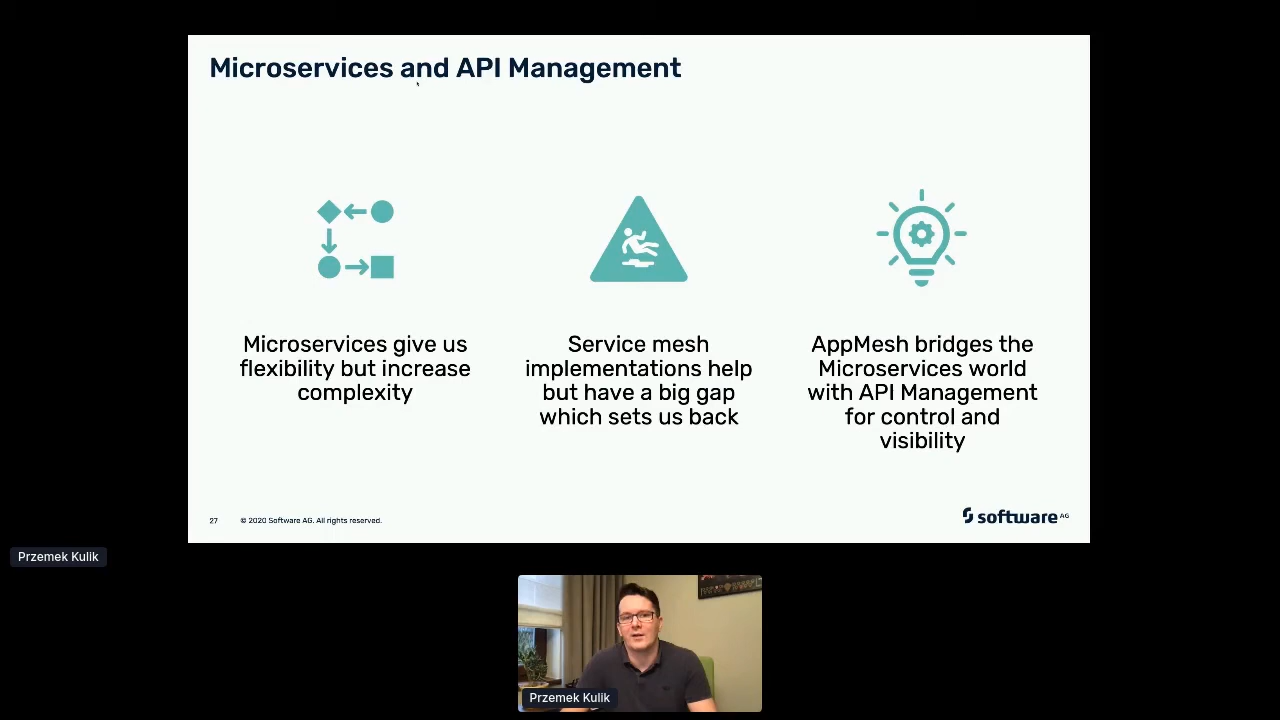 Microservices and API Management
Microservices give us
flexibility but increase
complexity
Service mesh
implementations help
but have a big gap
which sets us back
AppMesh bridges the
Microservices world
with API Management
for control and
visibility
27
© 2020 Software AG. All rights reserved.
software AG
Przemek Kulik
Przemek Kulik